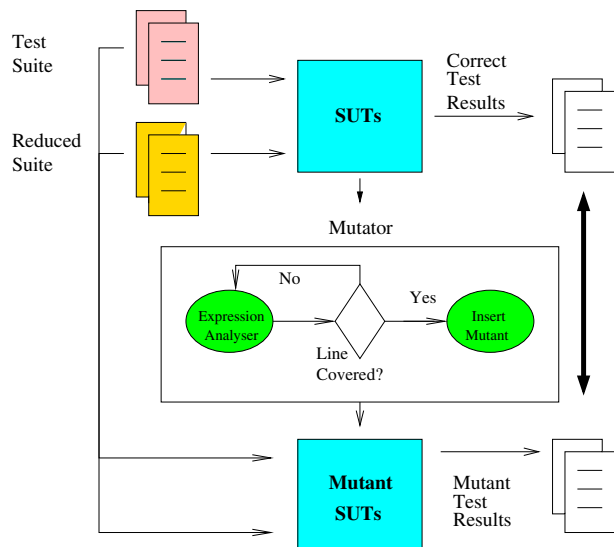 Test
Suite
Correct
Test
Results
SUTs
Reduced
Suite
Mutator
No
Yes
Expression
Analyser
Insert
Mutant
Line
Covered?
Mutant
SUTs
Mutant
Test
Results